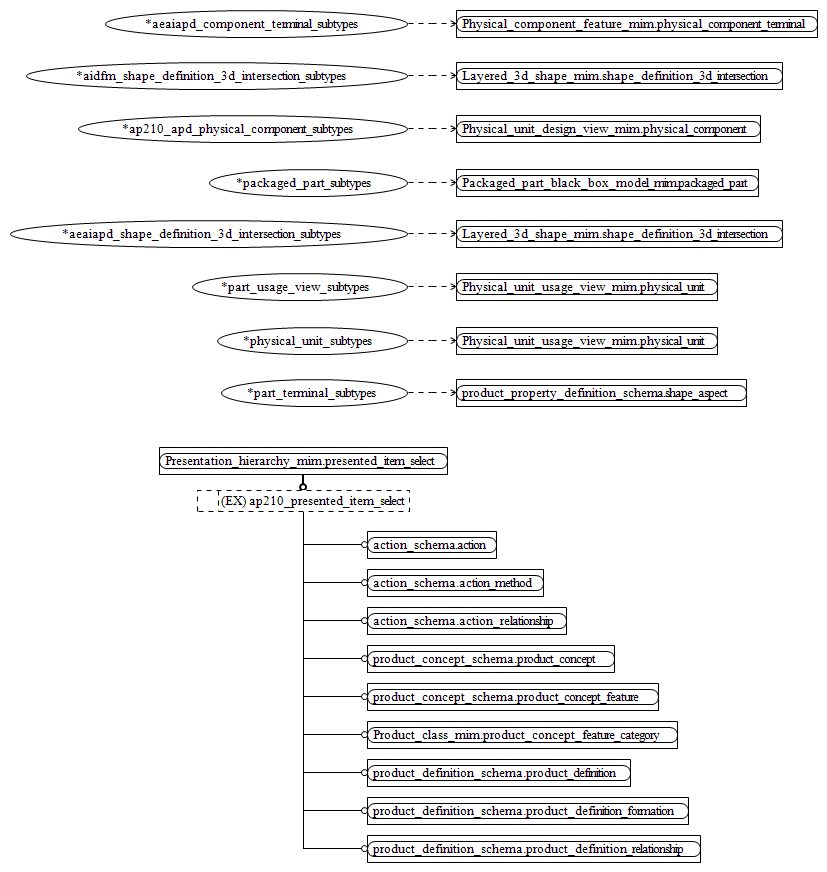 *aeaiapd_component_terminal_subtypes Physical_component_feature_mim.physical_component_terminal
*aidfm_shape_definition_3d_intersection_subtypes Layered_3d_shape_mim.shape_definition_3d_intersection
*ap210_apd_physical_component_subtypes Physical_unit_design_view_mim.physical_component
*packaged_part_subtypes Packaged_part_black_box_model_mim.packaged_part
*aeaiapd_shape_definition_3d_intersection_subtypes Layered_3d_shape_mim.shape_definition_3d_intersection
*part_usage_view_subtypes Physical_unit_usage_view_mim.physical_unit
*physical_unit_subtypes Physical_unit_usage_view_mim.physical_unit
*part_terminal_subtypes product_property_definition_schema.shape_aspect
Presentation_hierarchy_mim.presented_item_select
(EX) ap210_presented_item_select
action_schema.action
action_schema.action_method
action_schema.action_relationship
product_concept_schema.product_concept
product_concept_schema.product_concept_feature
Product_class_mim.product_concept_feature_category
product_definition_schema.product_definition
product_definition_schema.product_definition_formation
product_definition_schema.product_definition_relationship